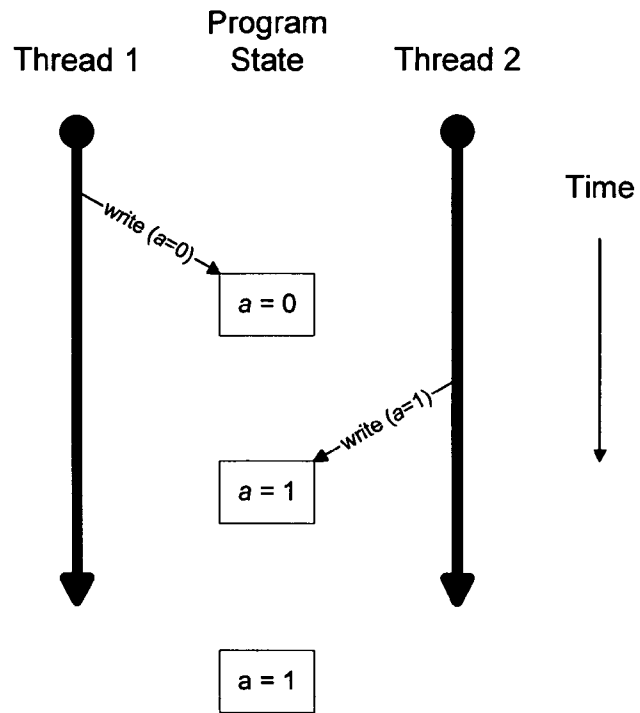 Program
State
Thread 1
Thread 2
Time
write (a=0)
a = 0
write (a=1)
a = 1
a = 1